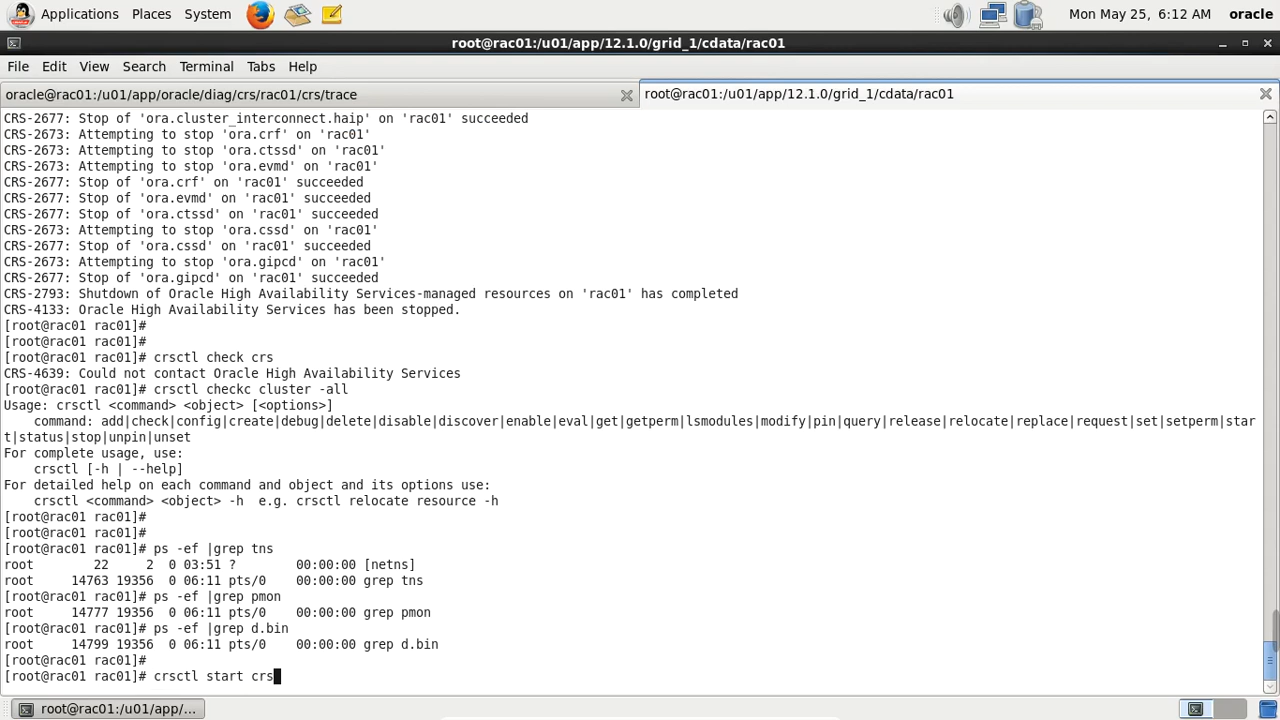 Applications Places System Mon May 25, 6:12 AM oracle
root@rac01:/u01/app/12.1.0/grid_1/cdata/rac01
File Edit View Search Terminal Tabs Help
oracle@rac01:/u01/app/oracle/diag/crs/rac01/crs/trace root@rac01:/u01/app/12.1.0/grid_1/cdata/rac01
CRS-2677: Stop of 'ora.cluster_interconnect.haip' on 'rac01' succeeded
CRS-2673: Attempting to stop 'ora.crf' on 'rac01'
CRS-2673: Attempting to stop 'ora.ctssd' on 'rac01'
CRS-2673: Attempting to stop 'ora.evmd' on 'rac01'
CRS-2677: Stop of 'ora.crf' on 'rac01' succeeded
CRS-2677: Stop of 'ora.evmd' on 'rac01' succeeded
CRS-2677: Stop of 'ora.ctssd' on 'rac01' succeeded
CRS-2673: Attempting to stop 'ora.cssd' on 'rac01'
CRS-2677: Stop of 'ora.cssd' on 'rac01' succeeded
CRS-2673: Attempting to stop 'ora.gipcd' on 'rac01'
CRS-2677: Stop of 'ora.gipcd' on 'rac01' succeeded
CRS-2793: Shutdown of Oracle High Availability Services-managed resources on 'rac01' has completed
CRS-4133: Oracle High Availability Services has been stopped.
[root@rac01 rac01]#
[root@rac01 rac01]#
[root@rac01 rac01]# crsctl check crs
CRS-4639: Could not contact Oracle High Availability Services
[root@rac01 rac01]# crsctl checkc cluster -all
Usage: crsctl <command> <object> [<options>]
    command: add|check|config|create|debug|delete|disable|discover|enable|eval|get|getperm|lsmodules|modify|pin|query|release|relocate|replace|request|set|setperm|star
t|status|stop|unpin|unset
For complete usage, use:
    crsctl [-h | --help]
For detailed help on each command and object and its options use:
    crsctl <command> <object> -h  e.g. crsctl relocate resource -h
[root@rac01 rac01]#
[root@rac01 rac01]#
[root@rac01 rac01]# ps -ef |grep tns
root        22     2  0 03:51 ?        00:00:00 [netns]
root     14763 19356  0 06:11 pts/0    00:00:00 grep tns
[root@rac01 rac01]# ps -ef |grep pmon
root     14777 19356  0 06:11 pts/0    00:00:00 grep pmon
[root@rac01 rac01]# ps -ef |grep d.bin
root     14799 19356  0 06:11 pts/0    00:00:00 grep d.bin
[root@rac01 rac01]#
[root@rac01 rac01]# crsctl start crs
root@rac01:/u01/app/...